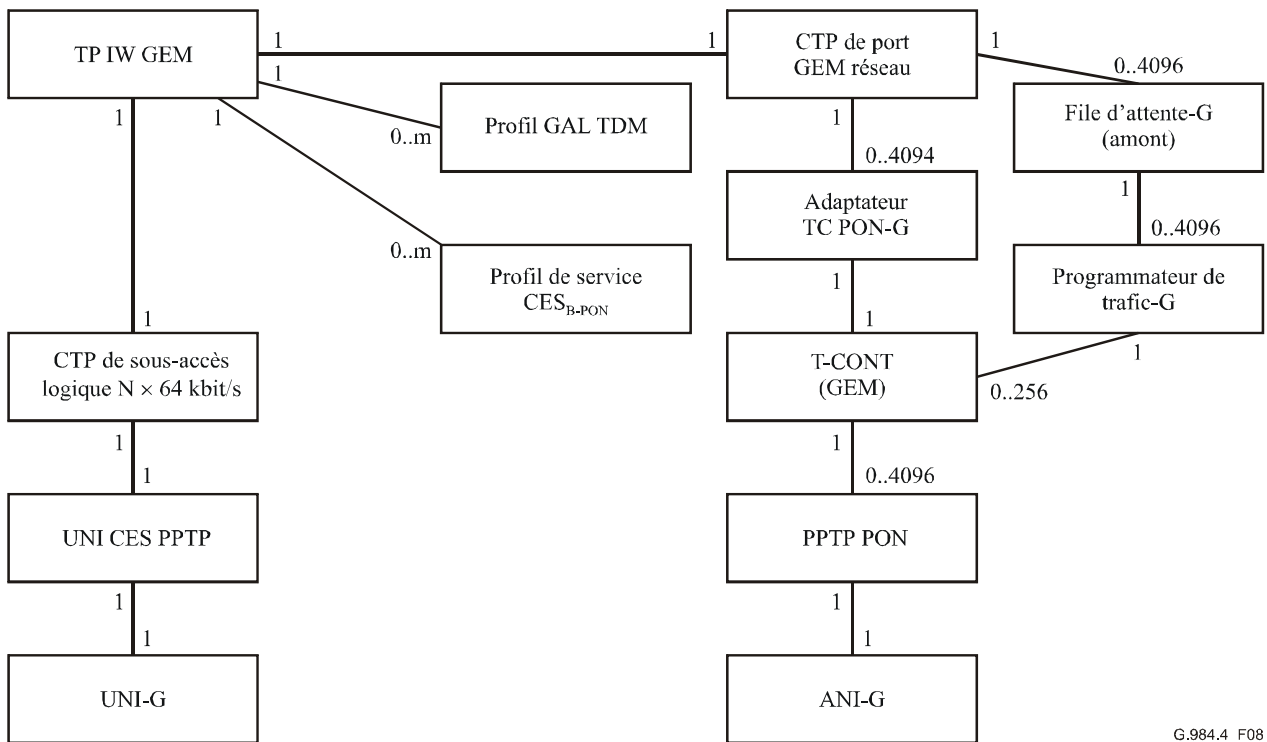 TP IW GEM
1
1
CTP de port
GEM réseau
1
0..4096
1
0..m
Profil GAL TDM
File d'attente-G
(amont)
1
1
0..m
Profil de service
CES_B-PON
1
0..4094
Adaptateur
TC PON-G
1
0..4096
Programmateur de
trafic-G
1
1
1
CTP de sous-accès
logique N × 64 kbit/s
T-CONT
(GEM)
1
0..256
1
1
1
0..4096
UNI CES PPTP
PPTP PON
1
1
1
1
UNI-G
ANI-G
G.984.4_F08